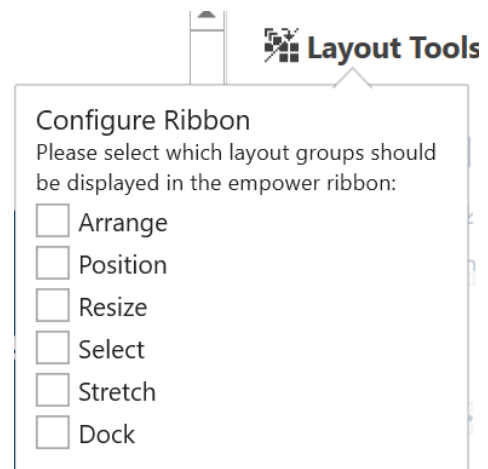 Layout Tools
Configure Ribbon
Please select which layout groups should
be displayed in the empower ribbon:
Arrange
Position
Resize
Select
Stretch
Dock